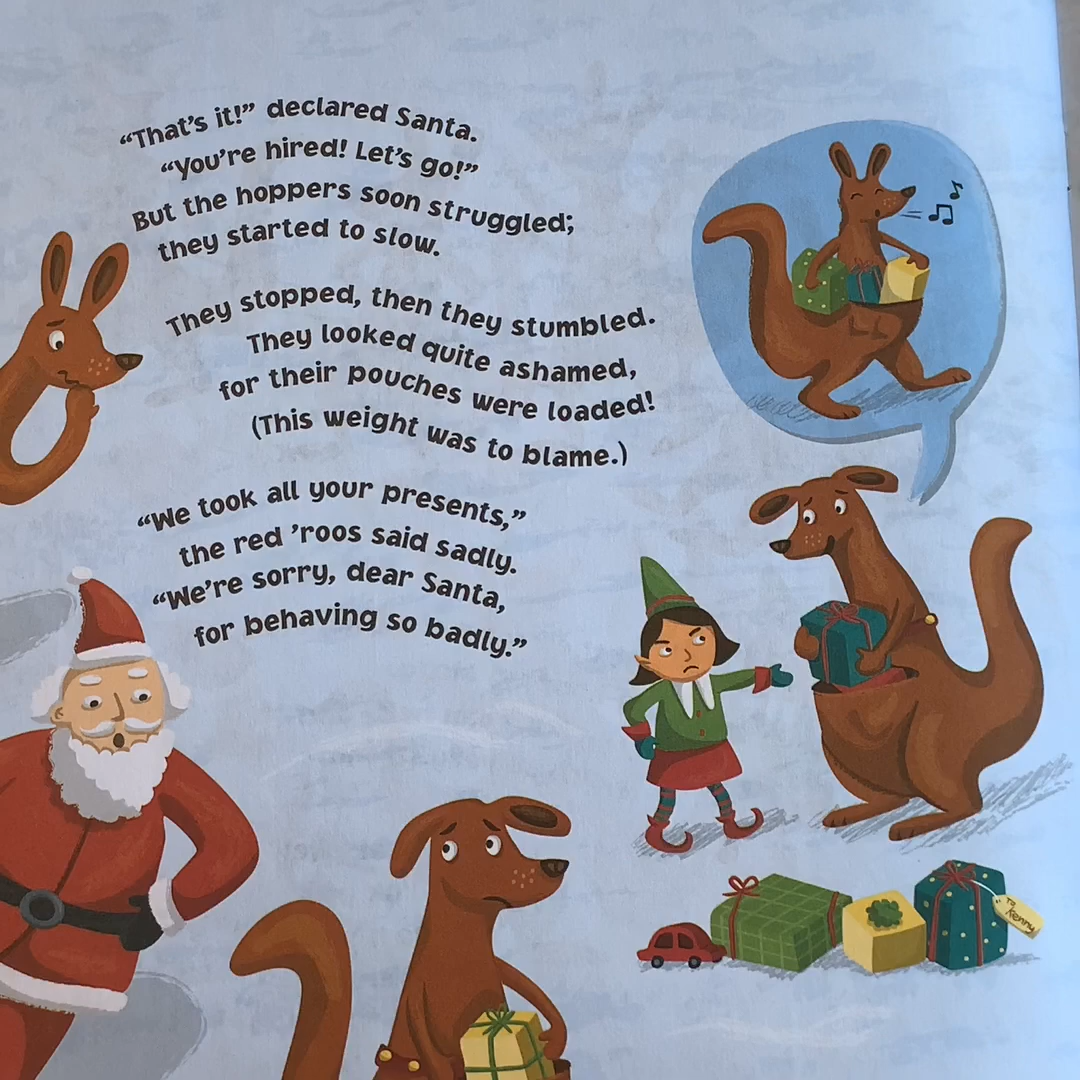 “That’s it!” declared Santa.
“You’re hired! Let’s go!”
But the hoppers soon struggled;
they started to slow.
They stopped, then they stumbled.
They looked quite ashamed,
for their pouches were loaded!
(This weight was to blame.)
“We took all your presents,”
the red ’roos said sadly.
“We’re sorry, dear Santa,
for behaving so badly.”
To
Kenny